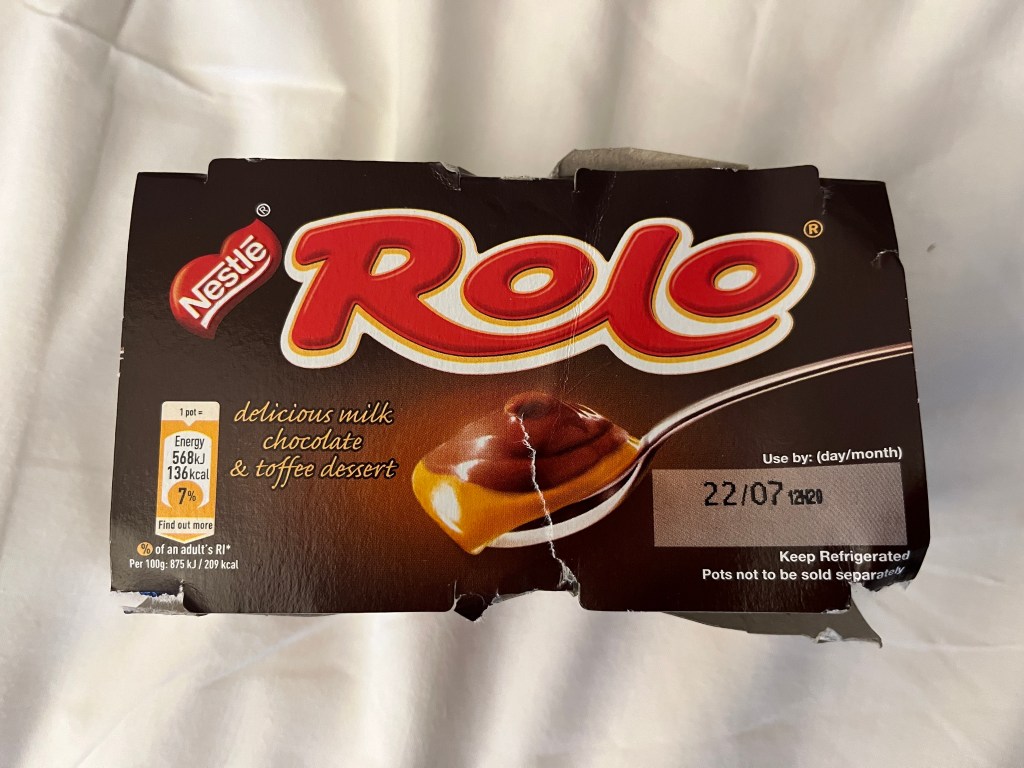 Nestlé ®
Rolo ®
delicious milk
chocolate
& toffee dessert
1 pot =
Energy
568kJ
136kcal
7%
Find out more
% of an adult's RI*
Per 100g: 875 kJ / 209 kcal
Use by: (day/month)
22/07 12H20
Keep Refrigerated
Pots not to be sold separately